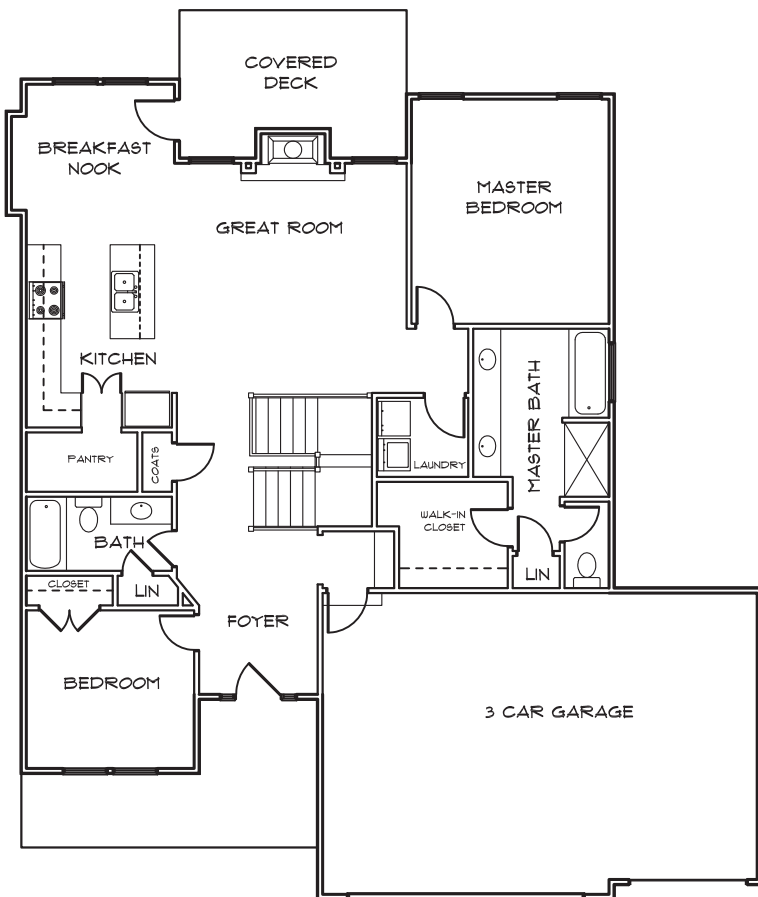 COVERED
DECK
BREAKFAST
NOOK
MASTER
BEDROOM
GREAT ROOM
KITCHEN
MASTER BATH
PANTRY
COATS
LAUNDRY
WALK-IN
CLOSET
BATH
LIN
CLOSET
LIN
FOYER
BEDROOM
3 CAR GARAGE